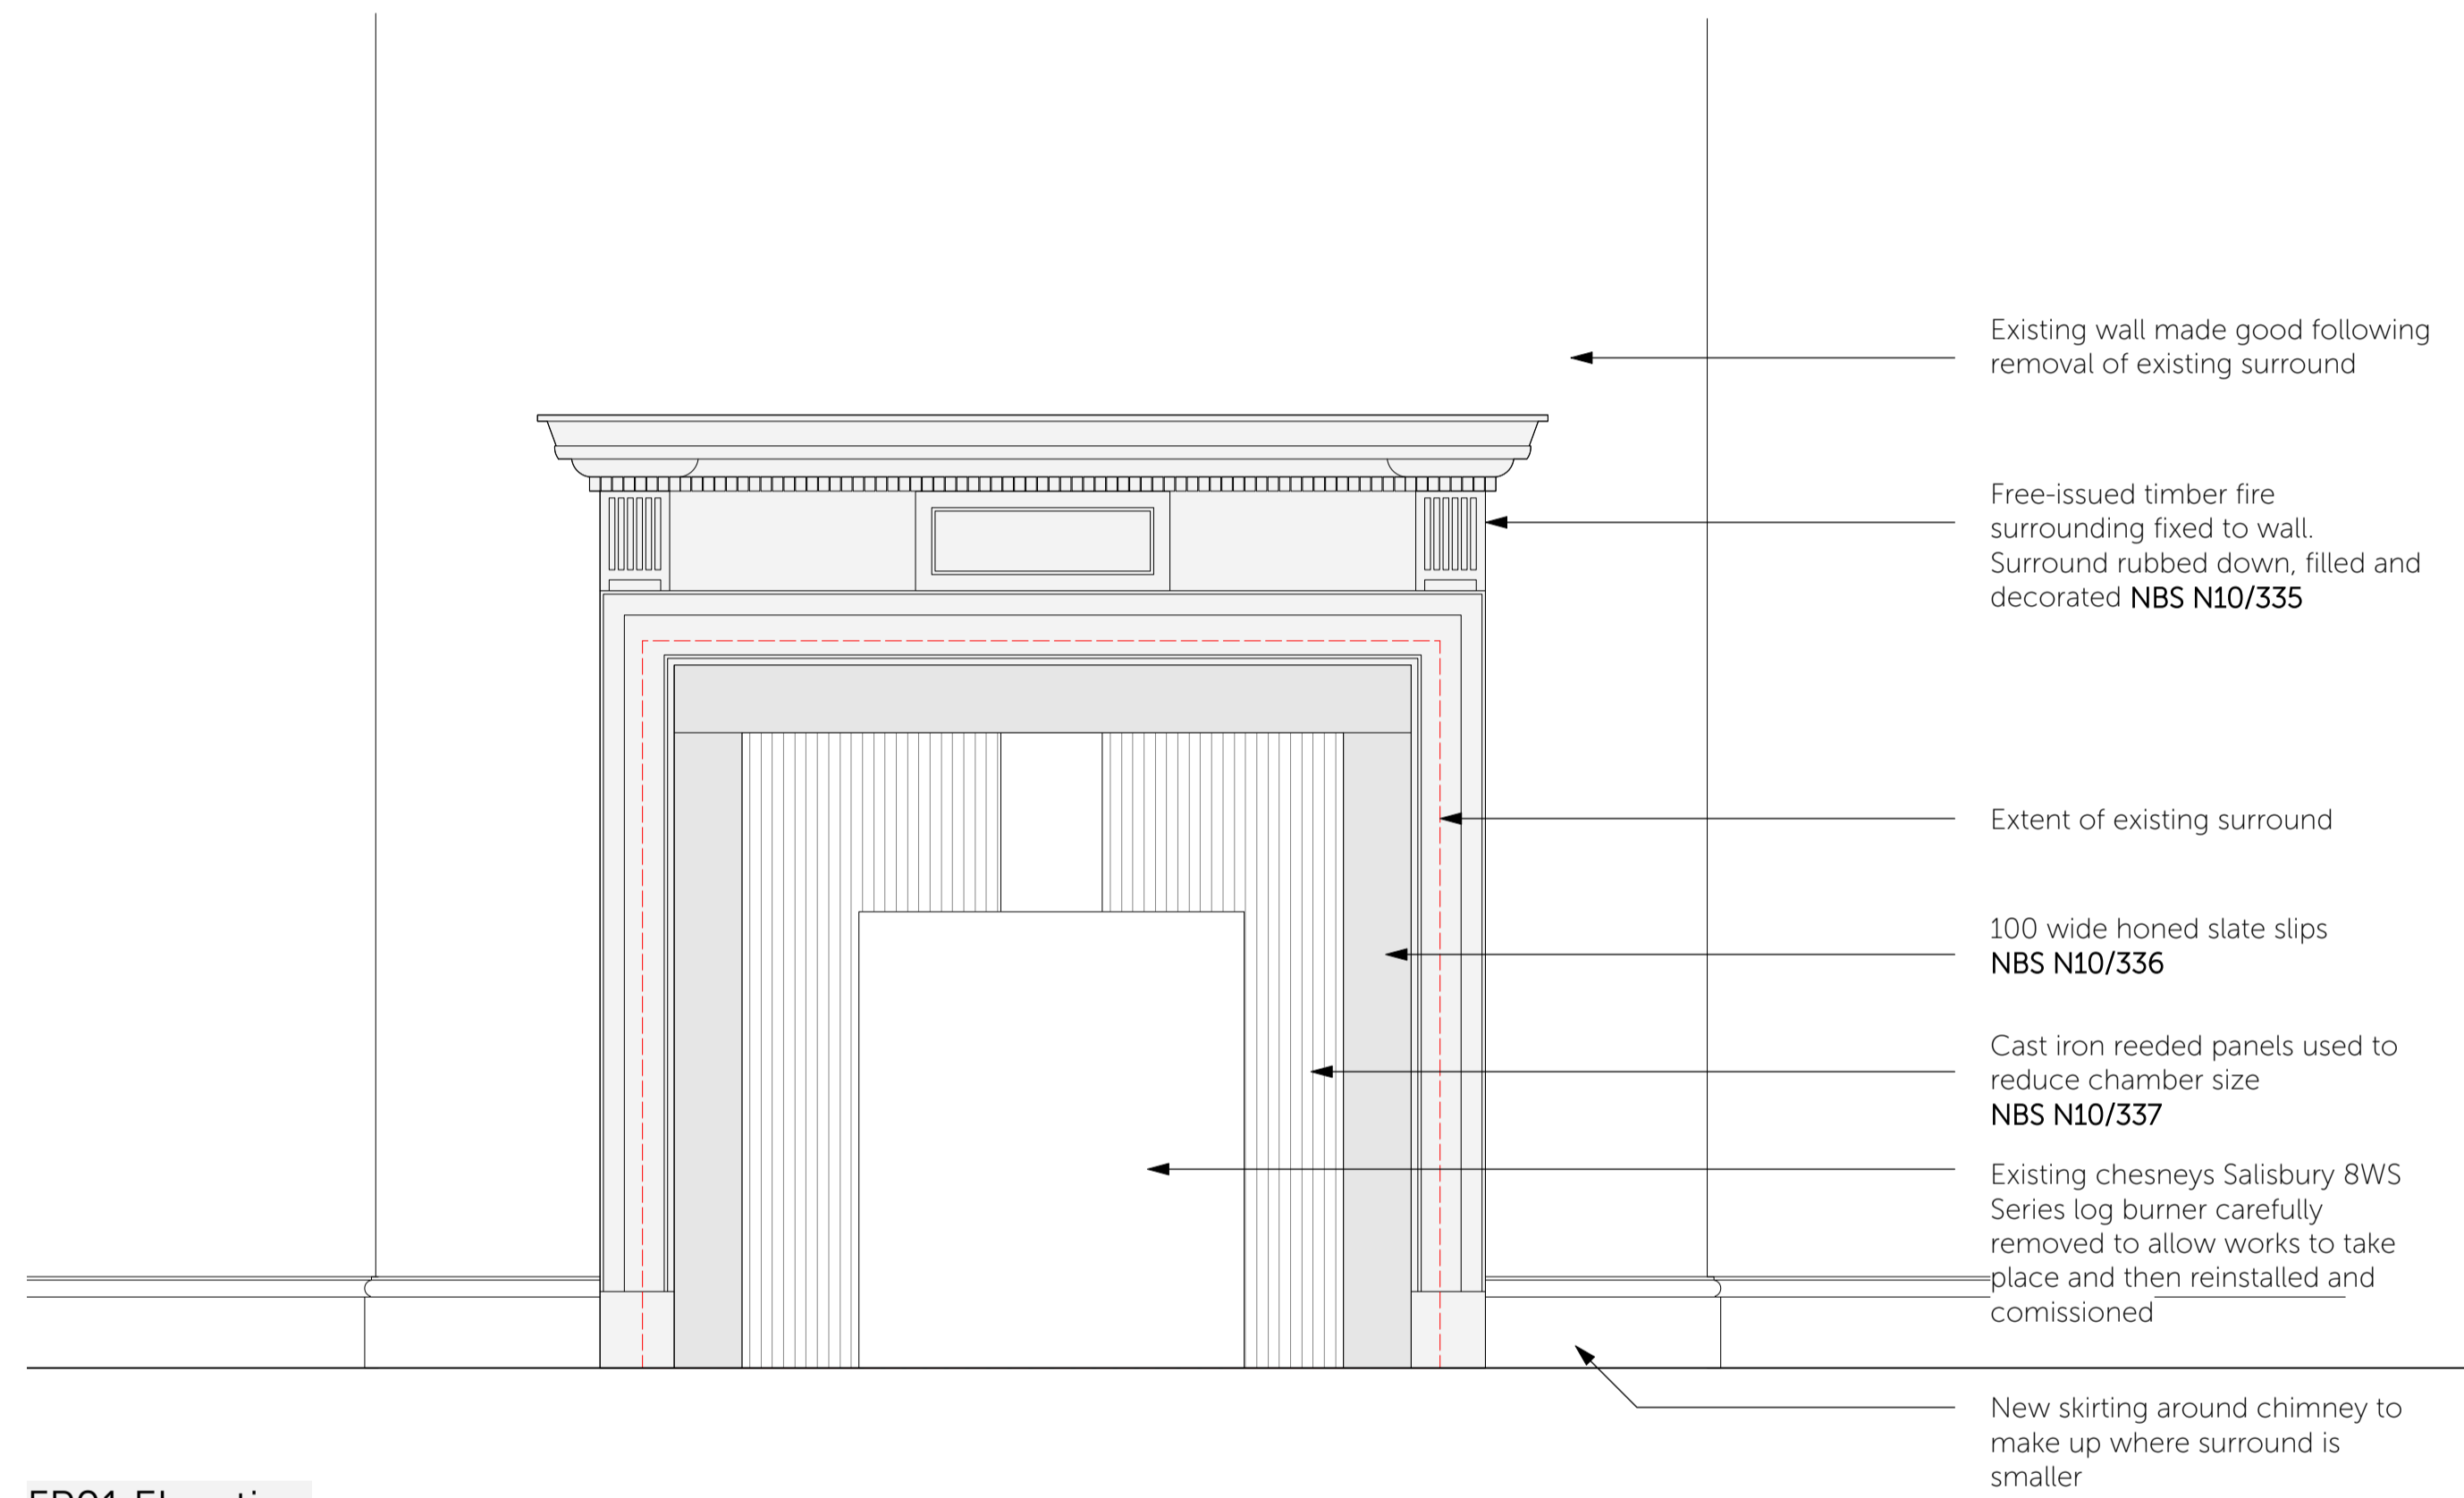 Existing wall made good following
removal of existing surround
Free-issued timber fire
surrounding fixed to wall.
Surround rubbed down, filled and
decorated NBS N10/335
Extent of existing surround
100 wide honed slate slips
NBS N10/336
Cast iron reeded panels used to
reduce chamber size
NBS N10/337
Existing chesneys Salisbury 8WS
Series log burner carefully
removed to allow works to take
place and then reinstalled and
comissioned
New skirting around chimney to
make up where surround is
smaller